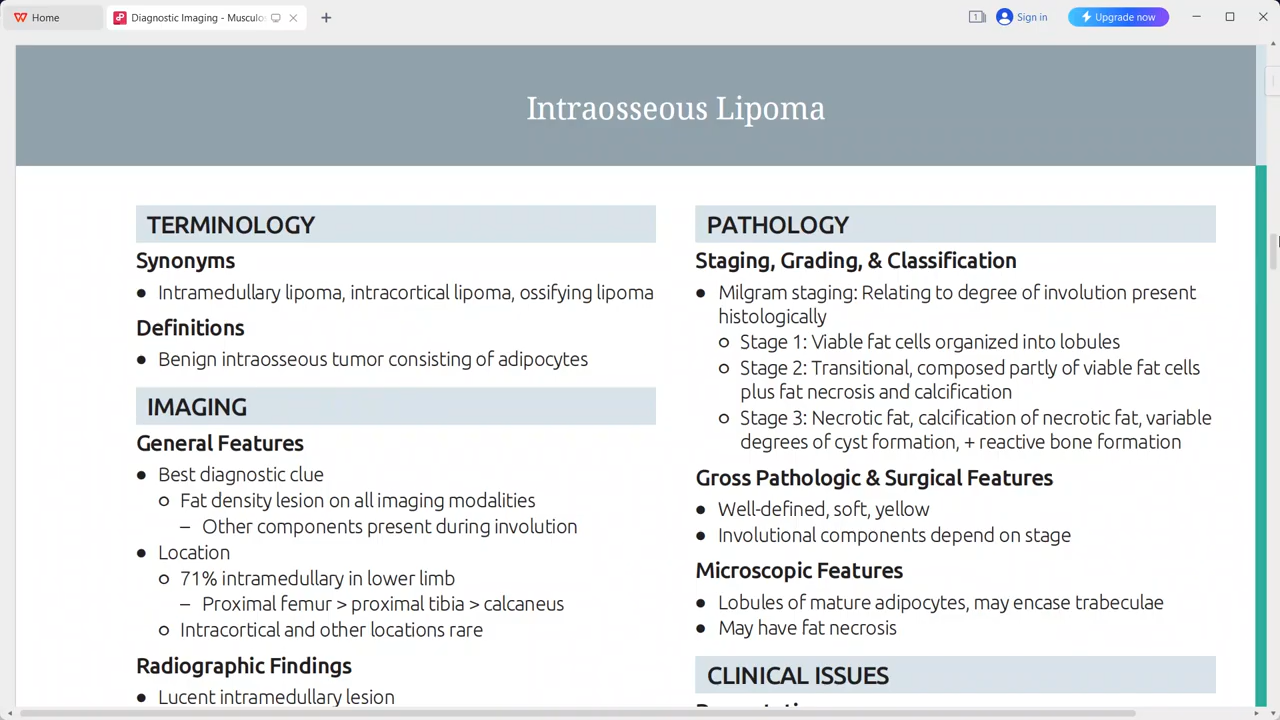 Home
Diagnostic Imaging - Musculos
1
Sign in
Upgrade now
Intraosseous Lipoma
TERMINOLOGY
Synonyms
● Intramedullary lipoma, intracortical lipoma, ossifying lipoma
Definitions
● Benign intraosseous tumor consisting of adipocytes
IMAGING
General Features
● Best diagnostic clue
○ Fat density lesion on all imaging modalities
– Other components present during involution
● Location
○ 71% intramedullary in lower limb
– Proximal femur > proximal tibia > calcaneus
○ Intracortical and other locations rare
Radiographic Findings
● Lucent intramedullary lesion
PATHOLOGY
Staging, Grading, & Classification
● Milgram staging: Relating to degree of involution present
histologically
○ Stage 1: Viable fat cells organized into lobules
○ Stage 2: Transitional, composed partly of viable fat cells
plus fat necrosis and calcification
○ Stage 3: Necrotic fat, calcification of necrotic fat, variable
degrees of cyst formation, + reactive bone formation
Gross Pathologic & Surgical Features
● Well-defined, soft, yellow
● Involutional components depend on stage
Microscopic Features
● Lobules of mature adipocytes, may encase trabeculae
● May have fat necrosis
CLINICAL ISSUES